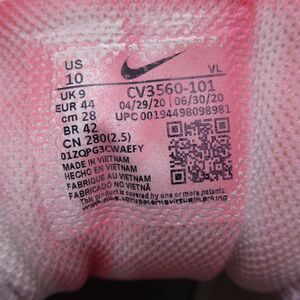 US
10
VL
UK 9
CV3560-101
EUR 44
04/29/20 | 06/30/20
cm 28
UPC 00194498098981
BR 42
CN 280(2.5)
01ZQPG3CWAEFY
MADE IN VIETNAM
HECHO EN VIETNAM
FABRIQUÉ AU VIETNAM
FABRICADO NO VIETNÃ
This product is covered by one or more patents: